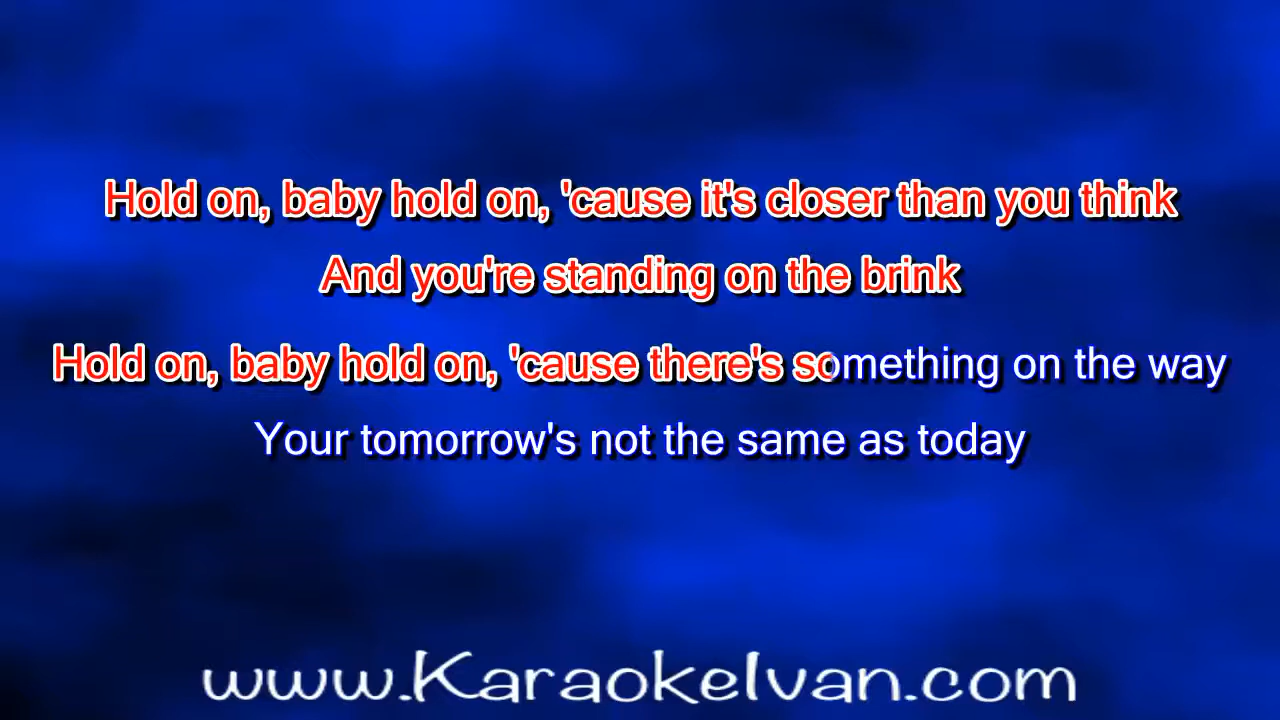 Hold on, baby hold on, 'cause it's closer than you think
And you're standing on the brink
Hold on, baby hold on, 'cause there's something on the way
Your tomorrow's not the same as today
www.KaraokeIvan.com